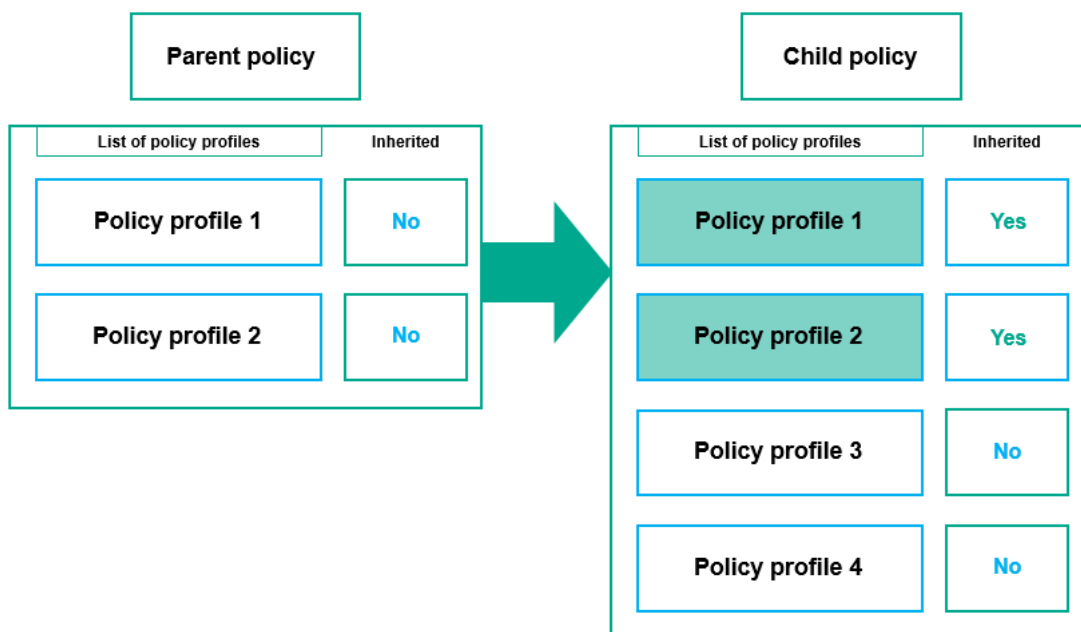 Parent policy
List of policy profiles Inherited
Policy profile 1 No
Policy profile 2 No
Child policy
List of policy profiles Inherited
Policy profile 1 Yes
Policy profile 2 Yes
Policy profile 3 No
Policy profile 4 No